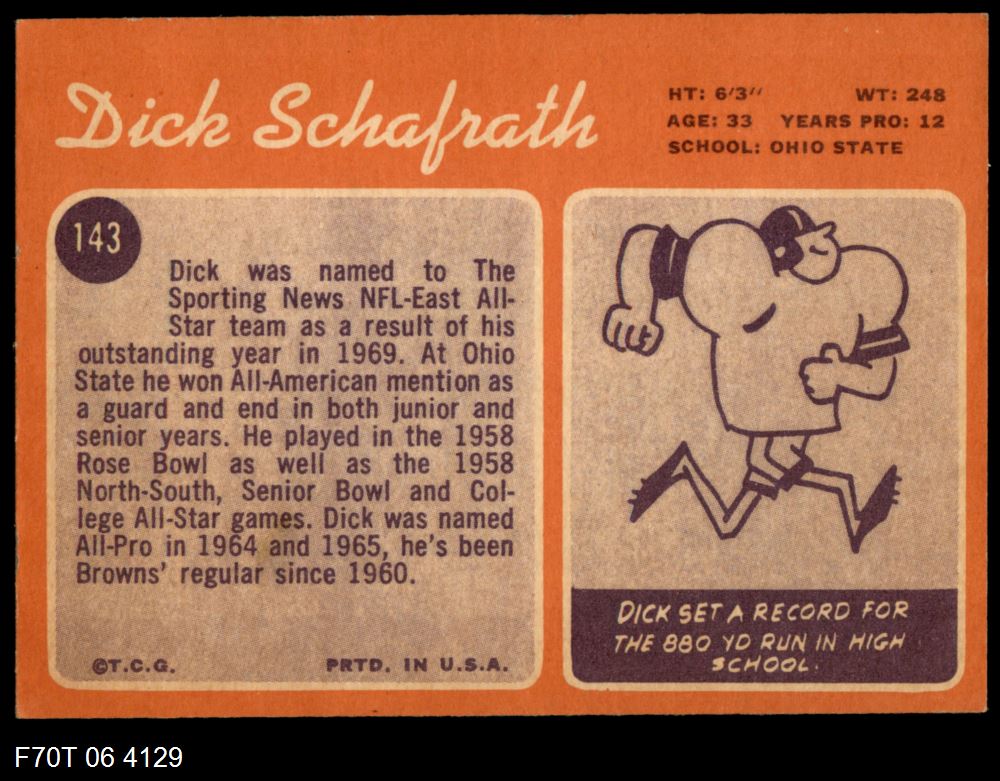 Dick Schafrath
HT: 6'3" WT: 248
AGE: 33 YEARS PRO: 12
SCHOOL: OHIO STATE
143
Dick was named to The
Sporting News NFL-East All-
Star team as a result of his
outstanding year in 1969. At Ohio
State he won All-American mention as
a guard and end in both junior and
senior years. He played in the 1958
Rose Bowl as well as the 1958
North-South, Senior Bowl and Col-
lege All-Star games. Dick was named
All-Pro in 1964 and 1965, he's been
Browns' regular since 1960.
©T.C.G. PRTD. IN U.S.A.
DICK SET A RECORD FOR
THE 880 YD RUN IN HIGH
SCHOOL.
F70T 06 4129